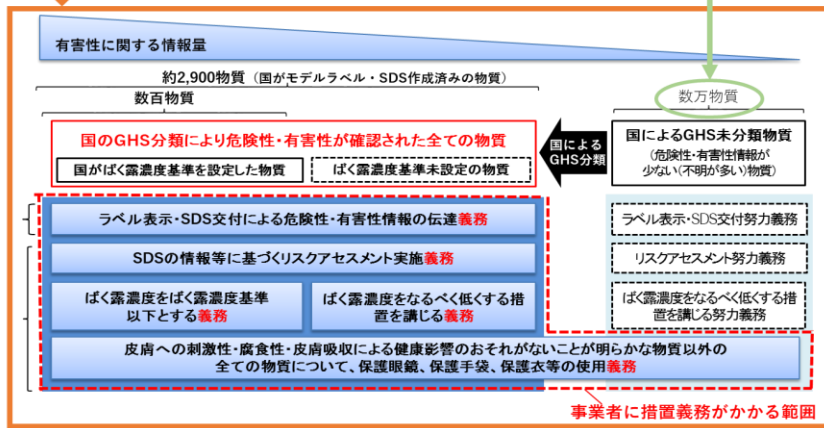 有害性に関する情報量
約2,900物質（国がモデルラベル・SDS作成済みの物質）
数百物質
数万物質
国のGHS分類により危険性・有害性が確認された全ての物質
国がばく露濃度基準を設定した物質
ばく露濃度基準未設定の物質
国による
GHS分類
国によるGHS未分類物質
（危険性・有害性情報が
少ない（不明が多い）物質）
ラベル表示・SDS交付による危険性・有害性情報の伝達義務
ラベル表示・SDS交付努力義務
SDSの情報等に基づくリスクアセスメント実施義務
リスクアセスメント努力義務
ばく露濃度をばく露濃度基準
以下とする義務
ばく露濃度をなるべく低くする措
置を講じる義務
ばく露濃度をなるべく低くする措
置を講じる努力義務
皮膚への刺激性・腐食性・皮膚吸収による健康影響のおそれがないことが明らかな物質以外の
全ての物質について、保護眼鏡、保護手袋、保護衣等の使用義務
事業者に措置義務がかかる範囲